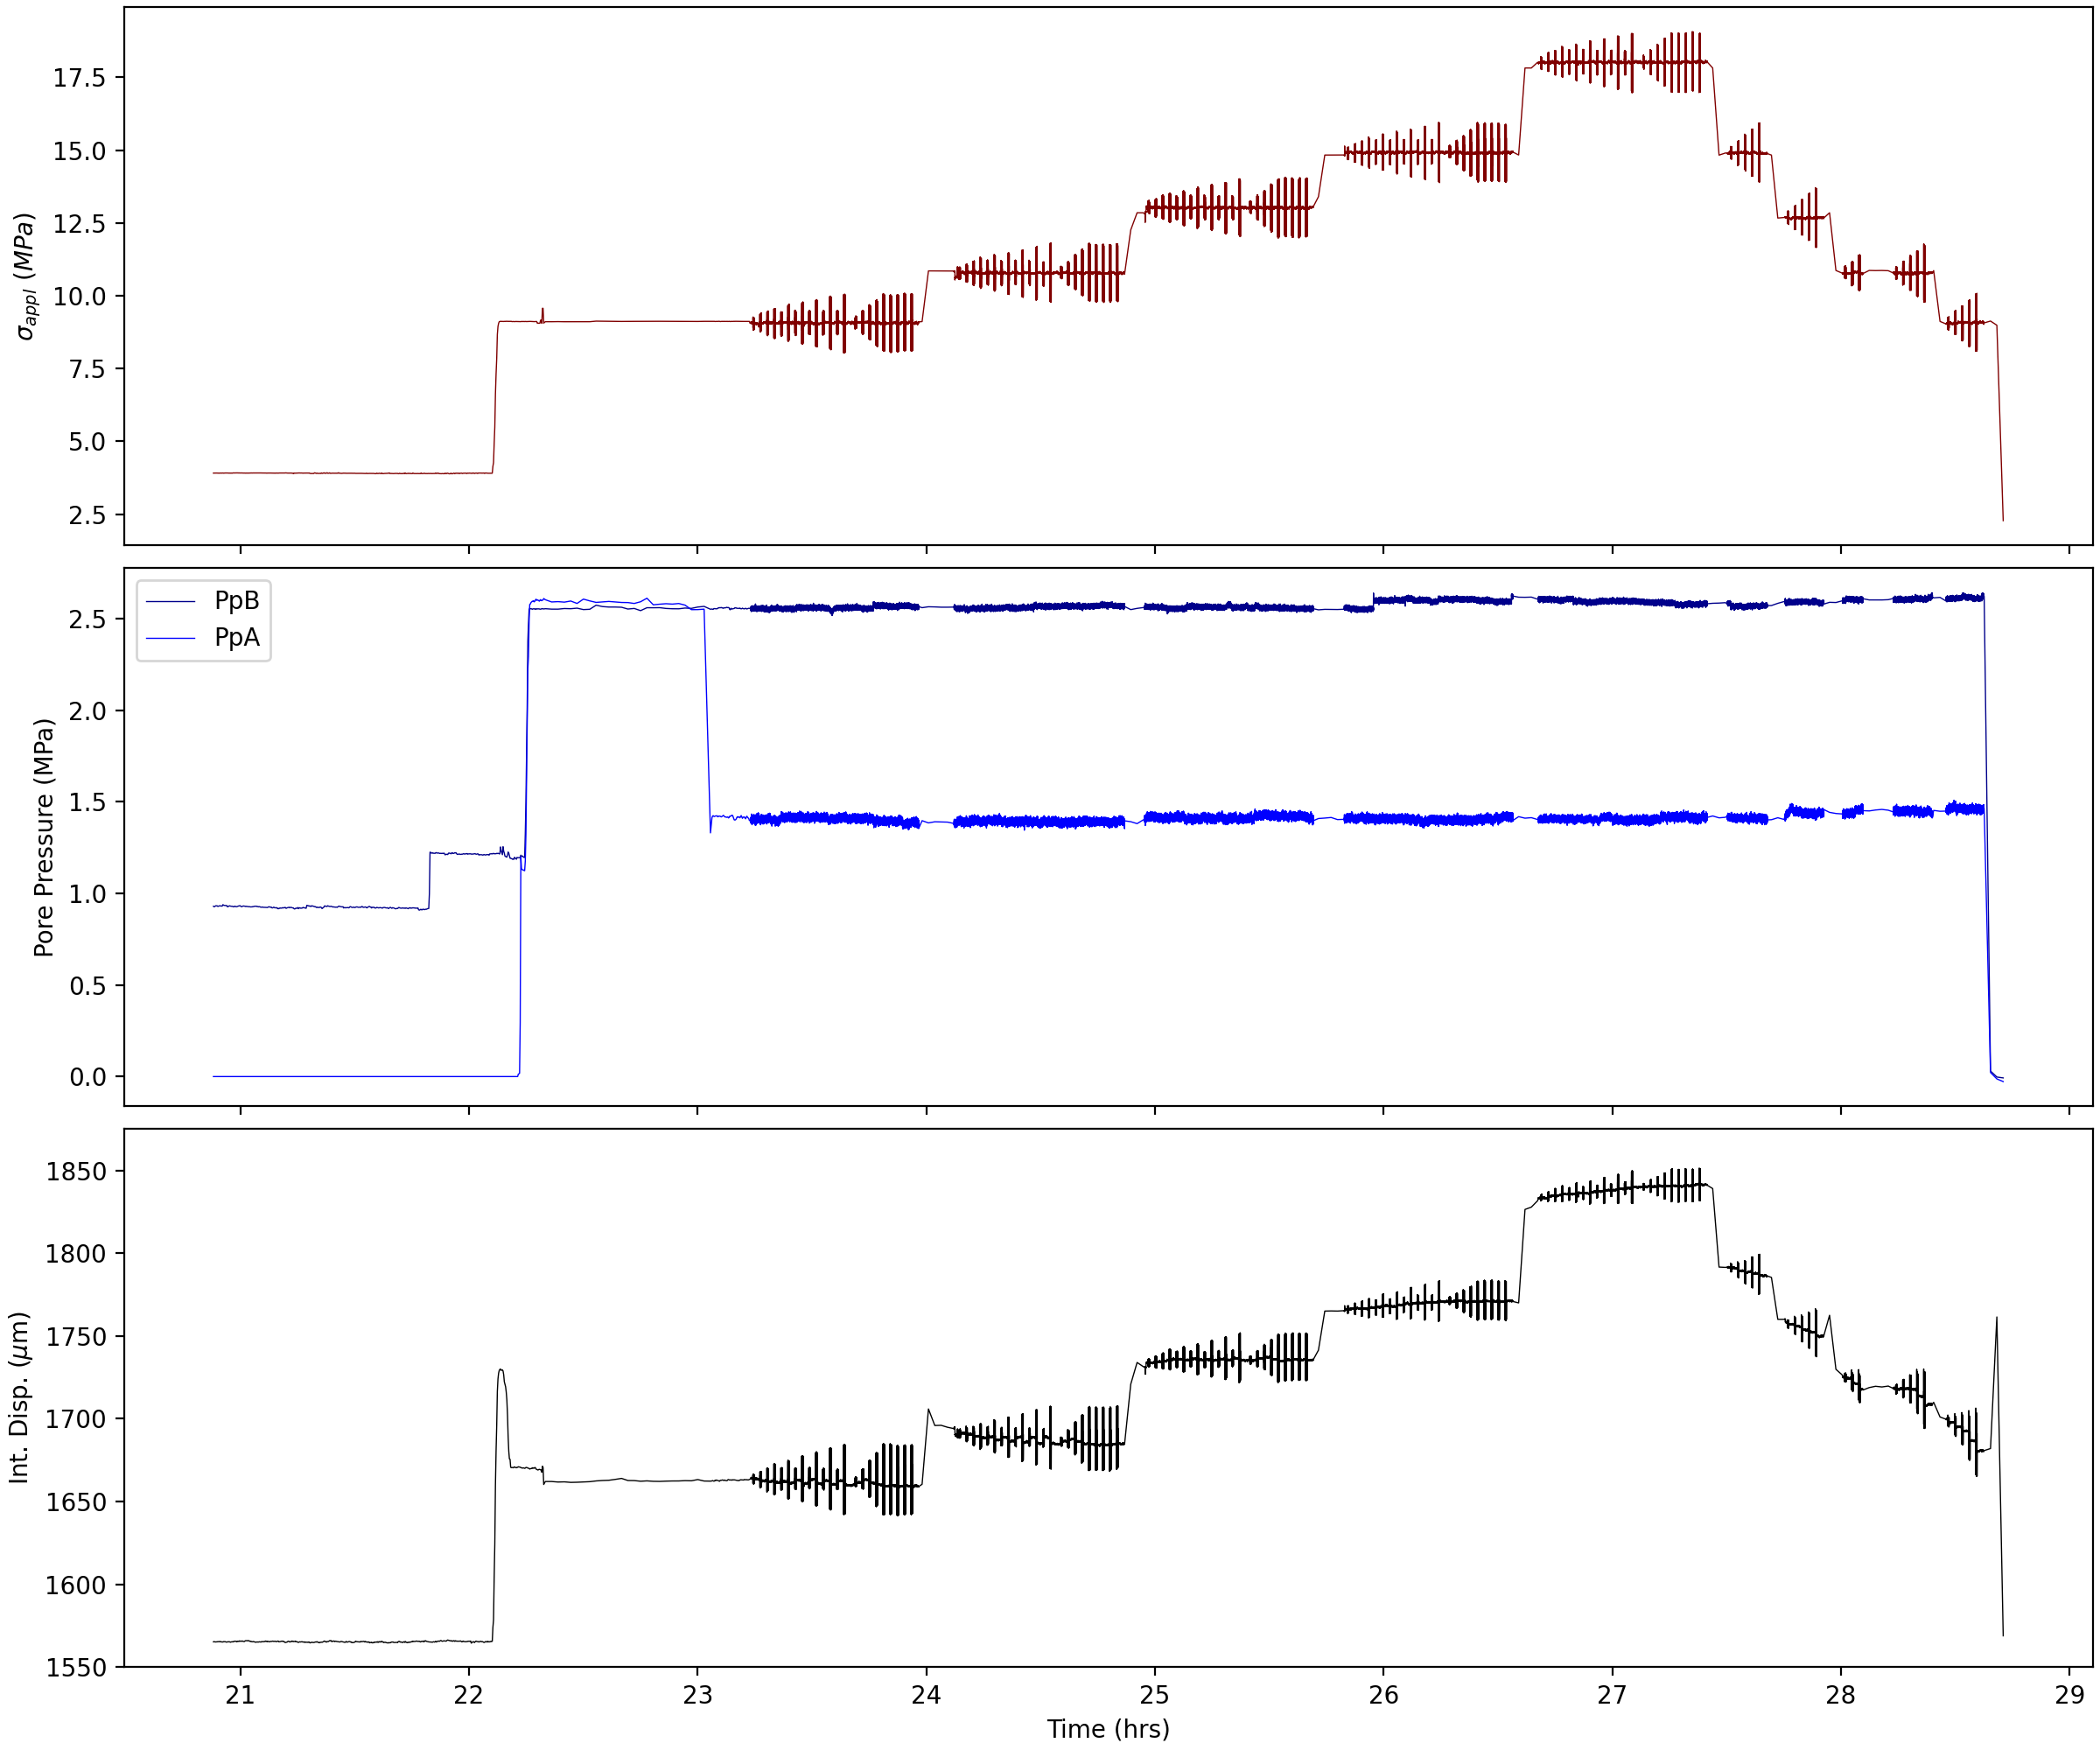 σappl (MPa)
17.5
15.0
12.5
10.0
7.5
5.0
2.5
Pore Pressure (MPa)
PpB
PpA
2.5
2.0
1.5
1.0
0.5
0.0
Int. Disp. (μm)
1850
1800
1750
1700
1650
1600
1550
21 22 23 24 25 26 27 28 29
Time (hrs)